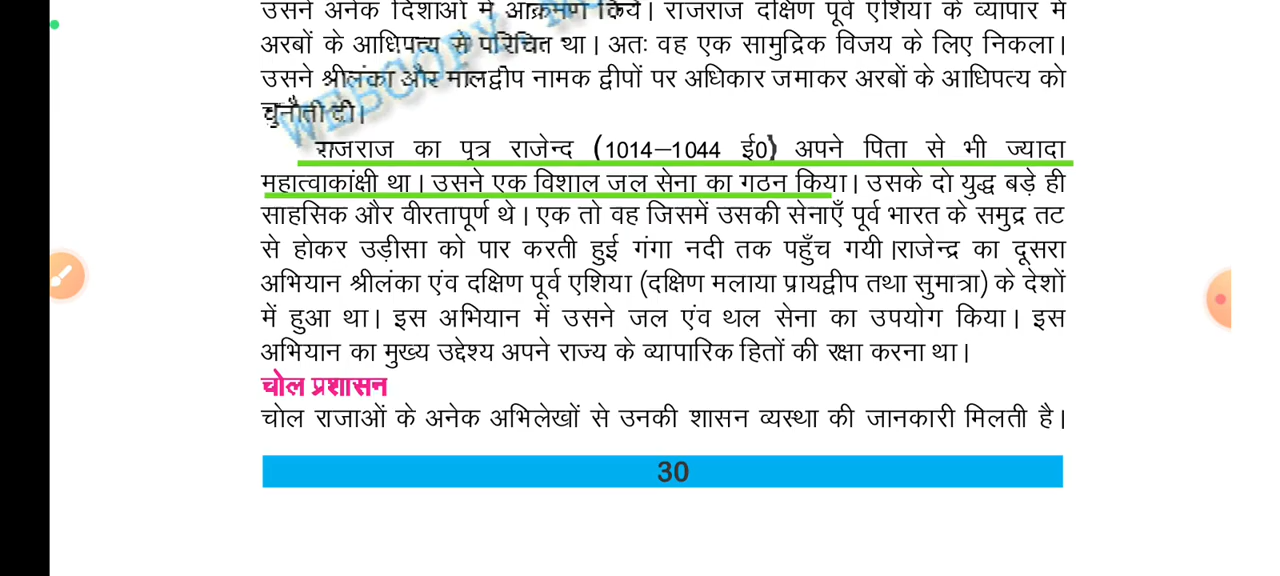 उसने अनेक दिशाओं में आक्रमण किये। राजराज दक्षिण पूर्व एशिया के व्यापार में
अरबों के आधिपत्य से परिचित था। अतः वह एक सामुद्रिक विजय के लिए निकला।
उसने श्रीलंका और मालद्वीप नामक द्वीपों पर अधिकार जमाकर अरबों के आधिपत्य को
चुनौती दी।
राजराज का पुत्र राजेन्द (1014–1044 ई0) अपने पिता से भी ज्यादा
महात्वाकांक्षी था। उसने एक विशाल जल सेना का गठन किया। उसके दो युद्ध बड़े ही
साहसिक और वीरतापूर्ण थे। एक तो वह जिसमें उसकी सेनाएँ पूर्व भारत के समुद्र तट
से होकर उड़ीसा को पार करती हुई गंगा नदी तक पहुँच गयी।राजेन्द्र का दूसरा
अभियान श्रीलंका एंव दक्षिण पूर्व एशिया (दक्षिण मलाया प्रायद्वीप तथा सुमात्रा) के देशों
में हुआ था। इस अभियान में उसने जल एंव थल सेना का उपयोग किया। इस
अभियान का मुख्य उद्देश्य अपने राज्य के व्यापारिक हितों की रक्षा करना था।
चोल प्रशासन
चोल राजाओं के अनेक अभिलेखों से उनकी शासन व्यस्था की जानकारी मिलती है।
30